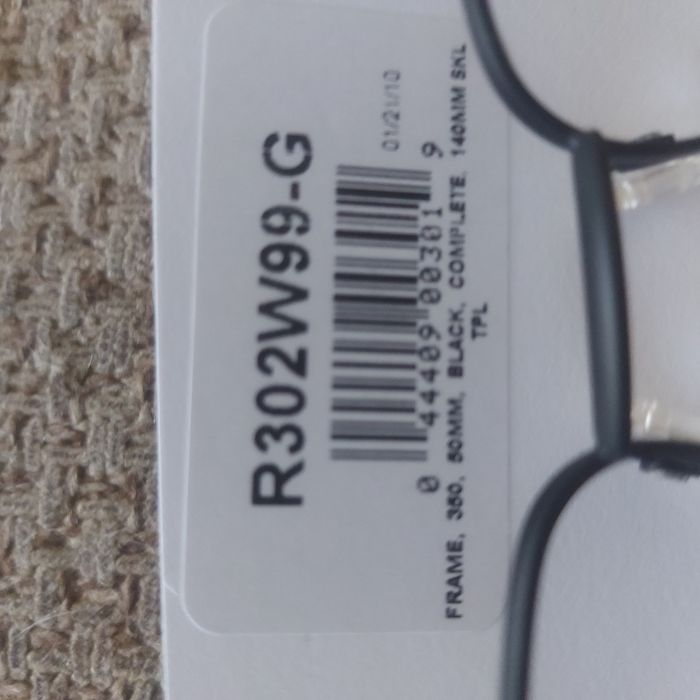 R302W99-G
01/21/10
0 44409 00301 9
FRAME, 350, 50MM, BLACK, COMPLETE, 140MM SKL
TPL